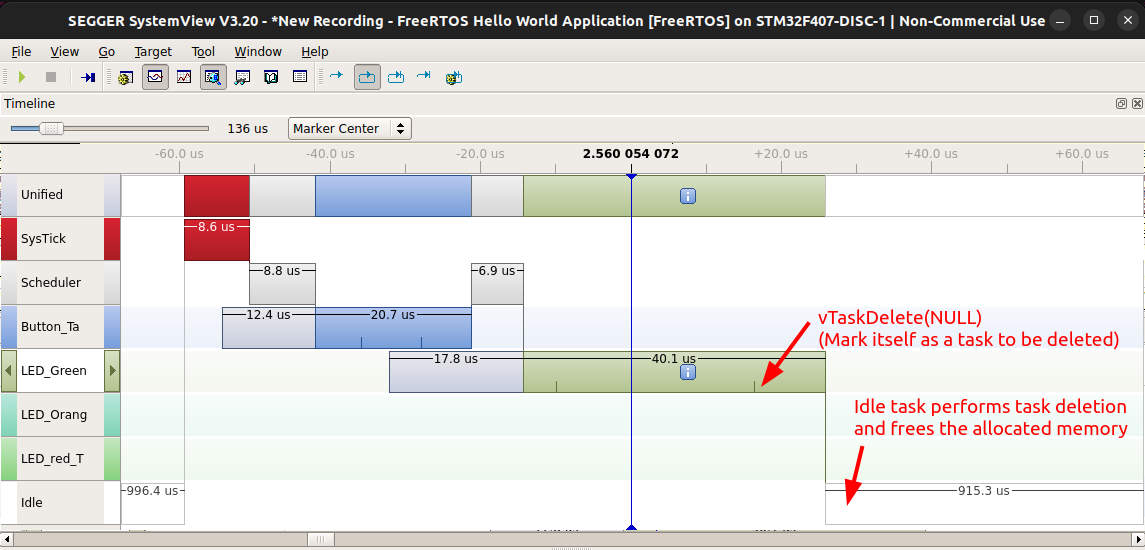 SEGGER SystemView V3.20 - *New Recording - FreeRTOS Hello World Application [FreeRTOS] on STM32F407-DISC-1 | Non-Commercial Use
File View Go Target Tool Window Help
Timeline
136 us Marker Center
-60.0 us -40.0 us -20.0 us 2.560 054 072 +20.0 us +40.0 us +60.0 us
Unified
SysTick 8.6 us
Scheduler 8.8 us 6.9 us
Button_Ta 12.4 us 20.7 us
vTaskDelete(NULL)
(Mark itself as a task to be deleted)
LED_Green 17.8 us 40.1 us
LED_Orang
Idle task performs task deletion
and frees the allocated memory
LED_red_T
Idle 996.4 us 915.3 us